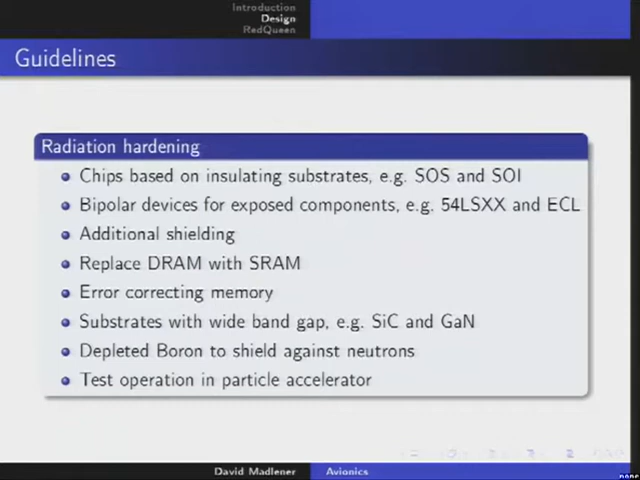 Introduction
Design
RedQueen
Guidelines
Radiation hardening
Chips based on insulating substrates, e.g. SOS and SOI
Bipolar devices for exposed components, e.g. 54LSXX and ECL
Additional shielding
Replace DRAM with SRAM
Error correcting memory
Substrates with wide band gap, e.g. SiC and GaN
Depleted Boron to shield against neutrons
Test operation in particle accelerator
David Madlener
Avionics